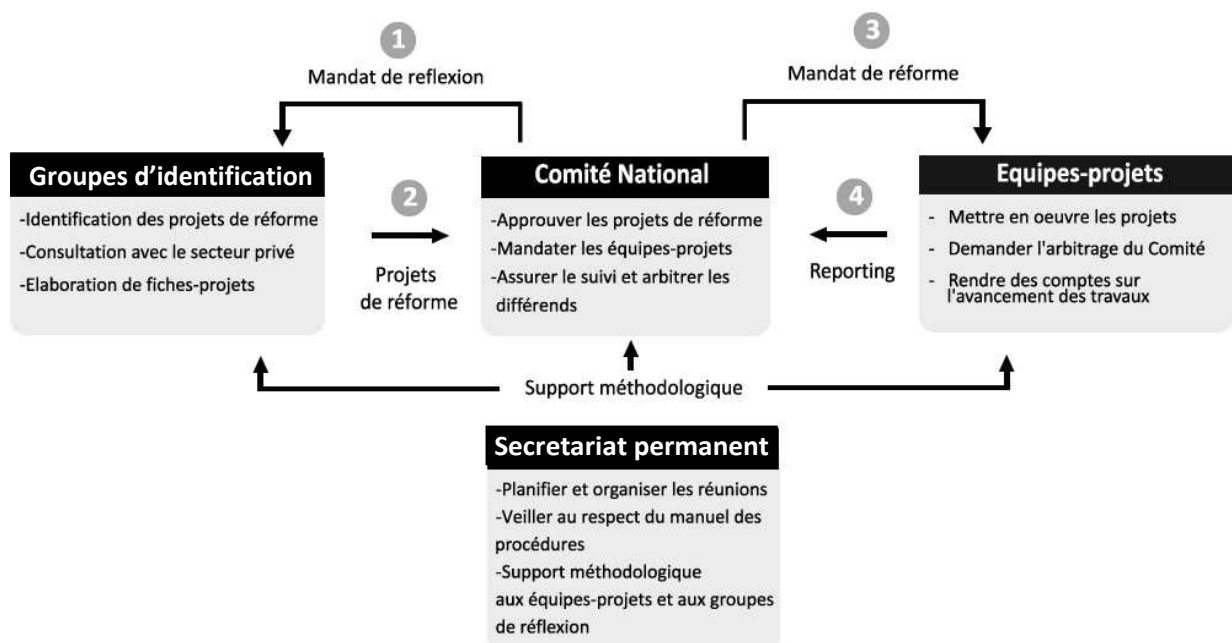 1
Mandat de reflexion
3
Mandat de réforme
Groupes d’identification
-Identification des projets de réforme
-Consultation avec le secteur privé
-Elaboration de fiches-projets
2
Projets
de réforme
Comité National
-Approuver les projets de réforme
-Mandater les équipes-projets
-Assurer le suivi et arbitrer les
différends
4
Reporting
Equipes-projets
- Mettre en oeuvre les projets
- Demander l'arbitrage du Comité
- Rendre des comptes sur
l'avancement des travaux
Support méthodologique
Secretariat permanent
-Planifier et organiser les réunions
-Veiller au respect du manuel des
procédures
-Support méthodologique
aux équipes-projets et aux groupes
de réflexion